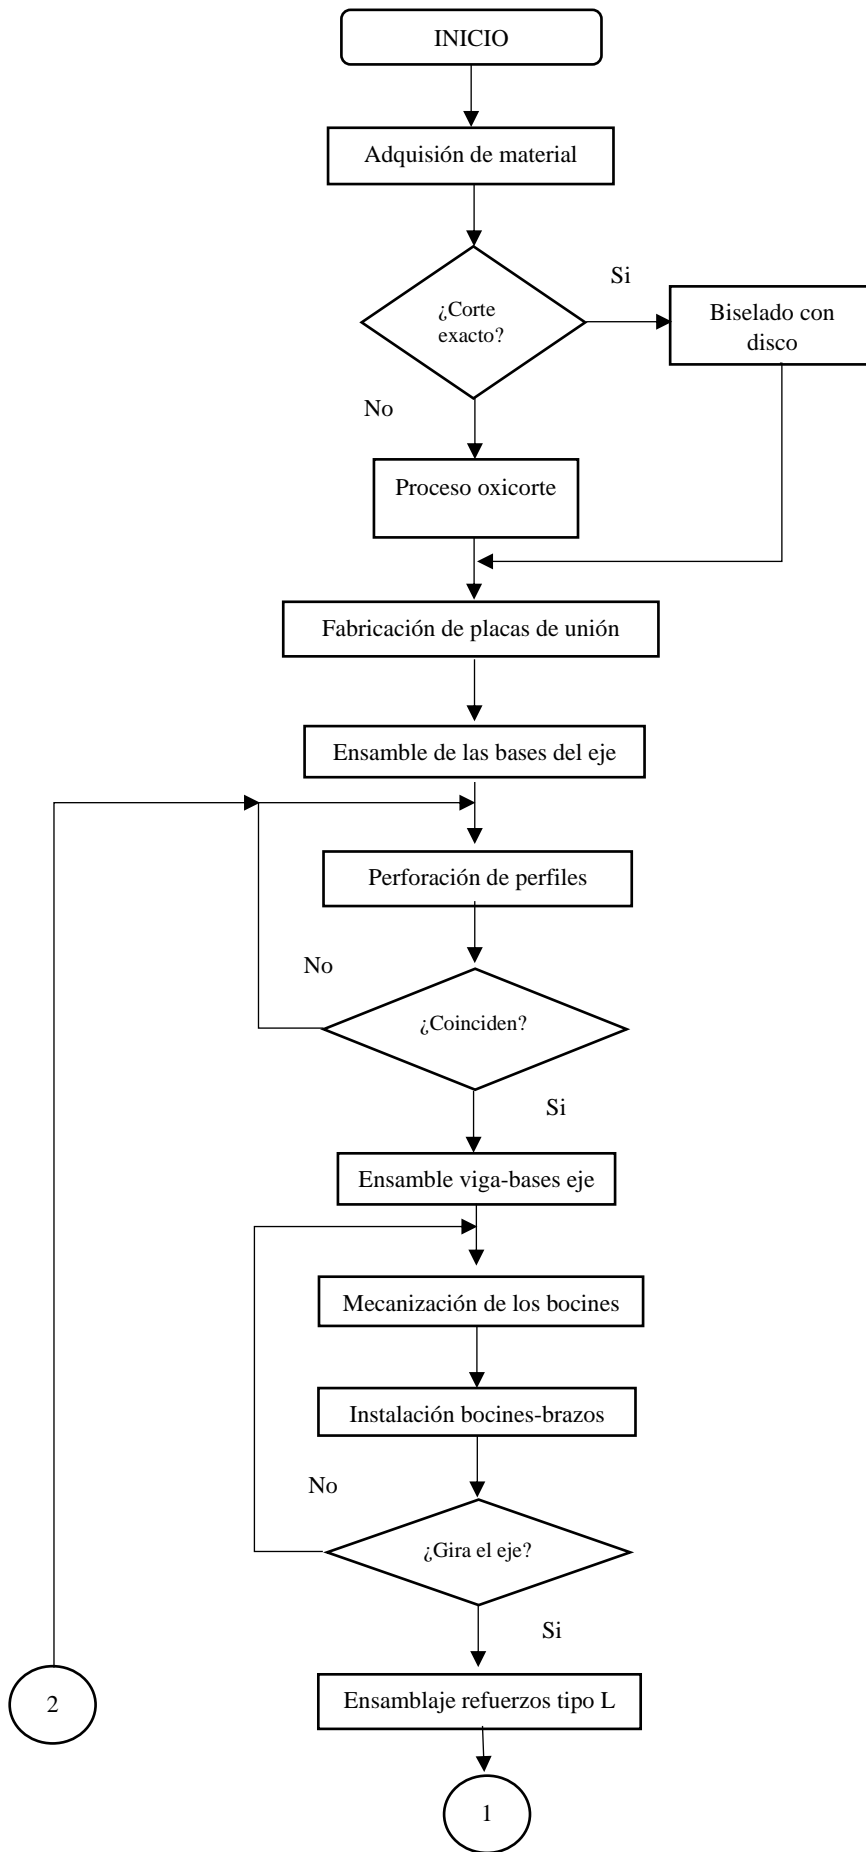 INICIO
Adquisión de material
Si
¿Corte
exacto?
Biselado con
disco
No
Proceso oxicorte
Fabricación de placas de unión
Ensamble de las bases del eje
Perforación de perfiles
No
¿Coinciden?
Si
Ensamble viga-bases eje
Mecanización de los bocines
Instalación bocines-brazos
No
¿Gira el eje?
Si
2
Ensamblaje refuerzos tipo L
1